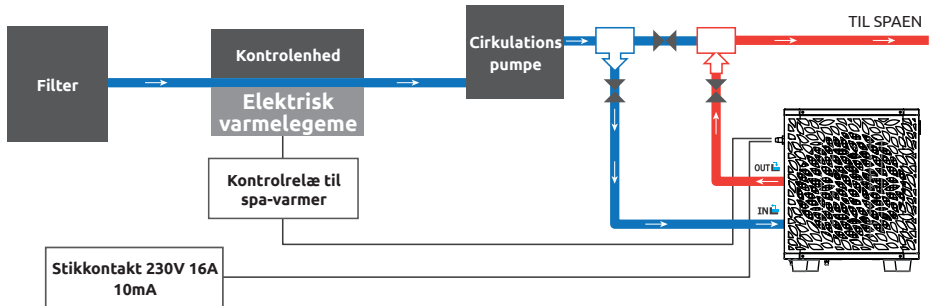 TIL SPAEN
Filter
Kontrolenhed
Elektrisk
varmelegeme
Cirkulations
pumpe
OUT
IN
Kontrolrelæ til
spa-varmer
Stikkontakt 230V 16A
10mA